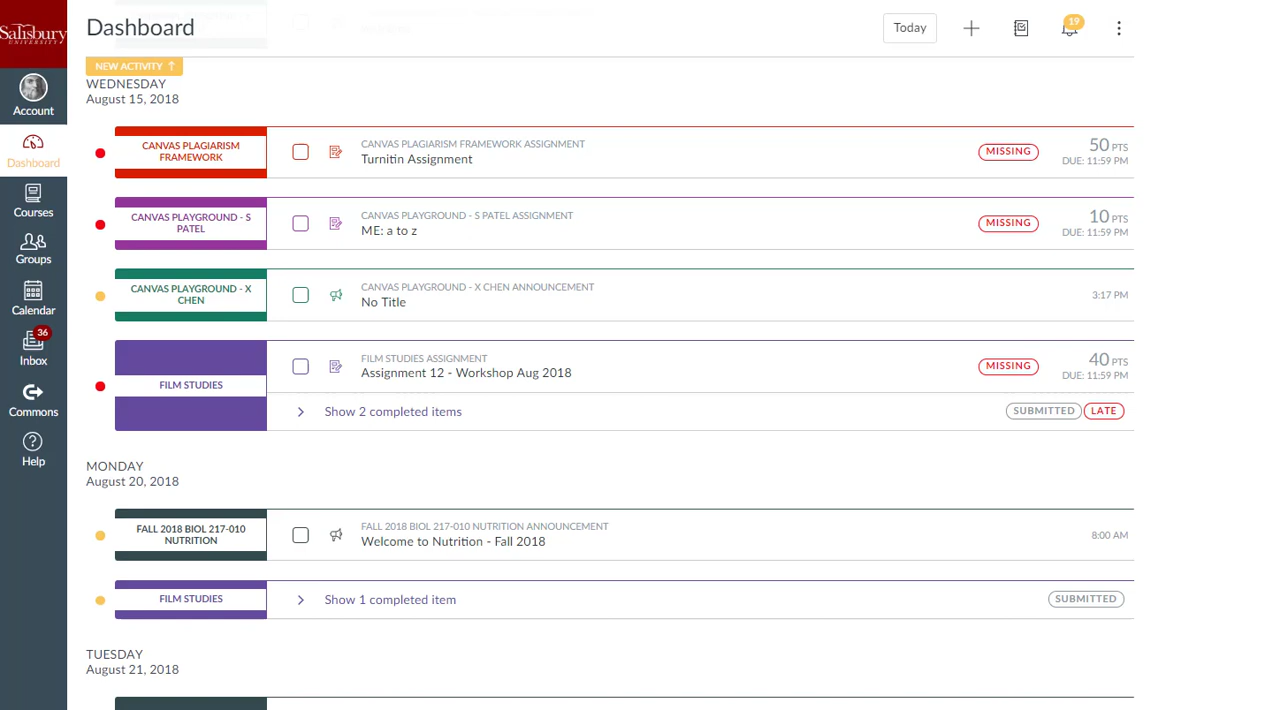 Salisbury
UNIVERSITY
Dashboard
Today
19
Account
Dashboard
Courses
Groups
Calendar
36
Inbox
Commons
Help
NEW ACTIVITY ↑
WEDNESDAY
August 15, 2018
CANVAS PLAGIARISM
FRAMEWORK
CANVAS PLAGIARISM FRAMEWORK ASSIGNMENT
Turnitin Assignment
MISSING
50 PTS
DUE: 11:59 PM
CANVAS PLAYGROUND - S
PATEL
CANVAS PLAYGROUND - S PATEL ASSIGNMENT
ME: a to z
MISSING
10 PTS
DUE: 11:59 PM
CANVAS PLAYGROUND - X
CHEN
CANVAS PLAYGROUND - X CHEN ANNOUNCEMENT
No Title
3:17 PM
FILM STUDIES
FILM STUDIES ASSIGNMENT
Assignment 12 - Workshop Aug 2018
MISSING
40 PTS
DUE: 11:59 PM
Show 2 completed items
SUBMITTED
LATE
MONDAY
August 20, 2018
FALL 2018 BIOL 217-010
NUTRITION
FALL 2018 BIOL 217-010 NUTRITION ANNOUNCEMENT
Welcome to Nutrition - Fall 2018
8:00 AM
FILM STUDIES
Show 1 completed item
SUBMITTED
TUESDAY
August 21, 2018